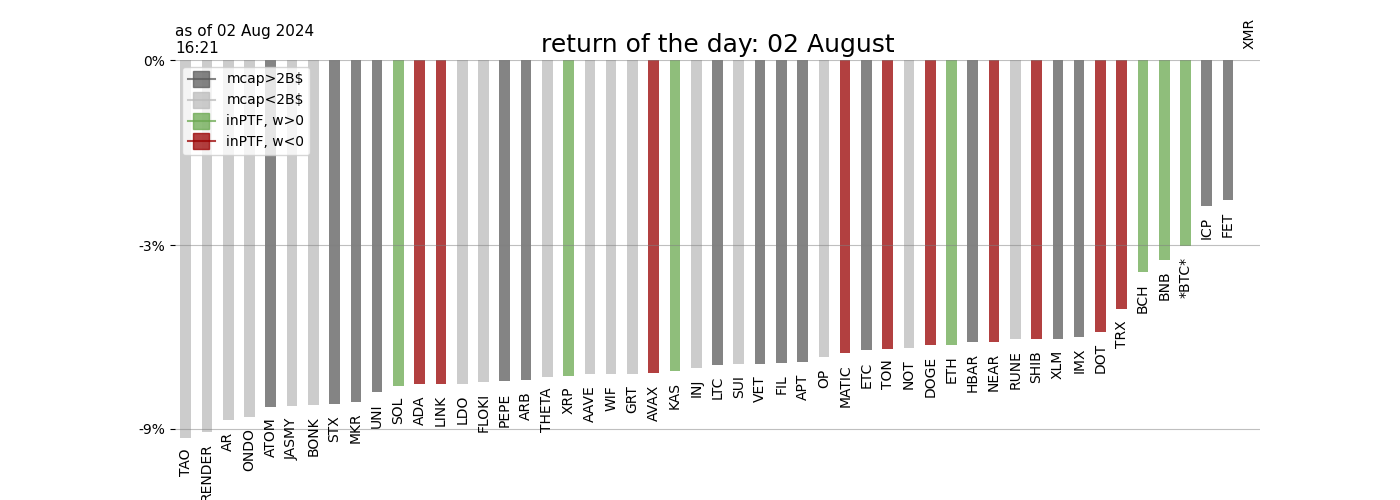 as of 02 Aug 2024
16:21
return of the day: 02 August
XMR
0%
mcap>2B$
mcap<2B$
inPTF, w>0
inPTF, w<0
-3%
-9%
TAO
RENDER
AR
ONDO
ATOM
JASMY
BONK
STX
MKR
UNI
SOL
ADA
LINK
LDO
FLOKI
PEPE
ARB
THETA
XRP
AAVE
WIF
GRT
AVAX
KAS
INJ
LTC
SUI
VET
FIL
APT
OP
MATIC
ETC
TON
NOT
DOGE
ETH
HBAR
NEAR
RUNE
SHIB
XLM
IMX
DOT
TRX
BCH
BNB
*BTC*
ICP
FET